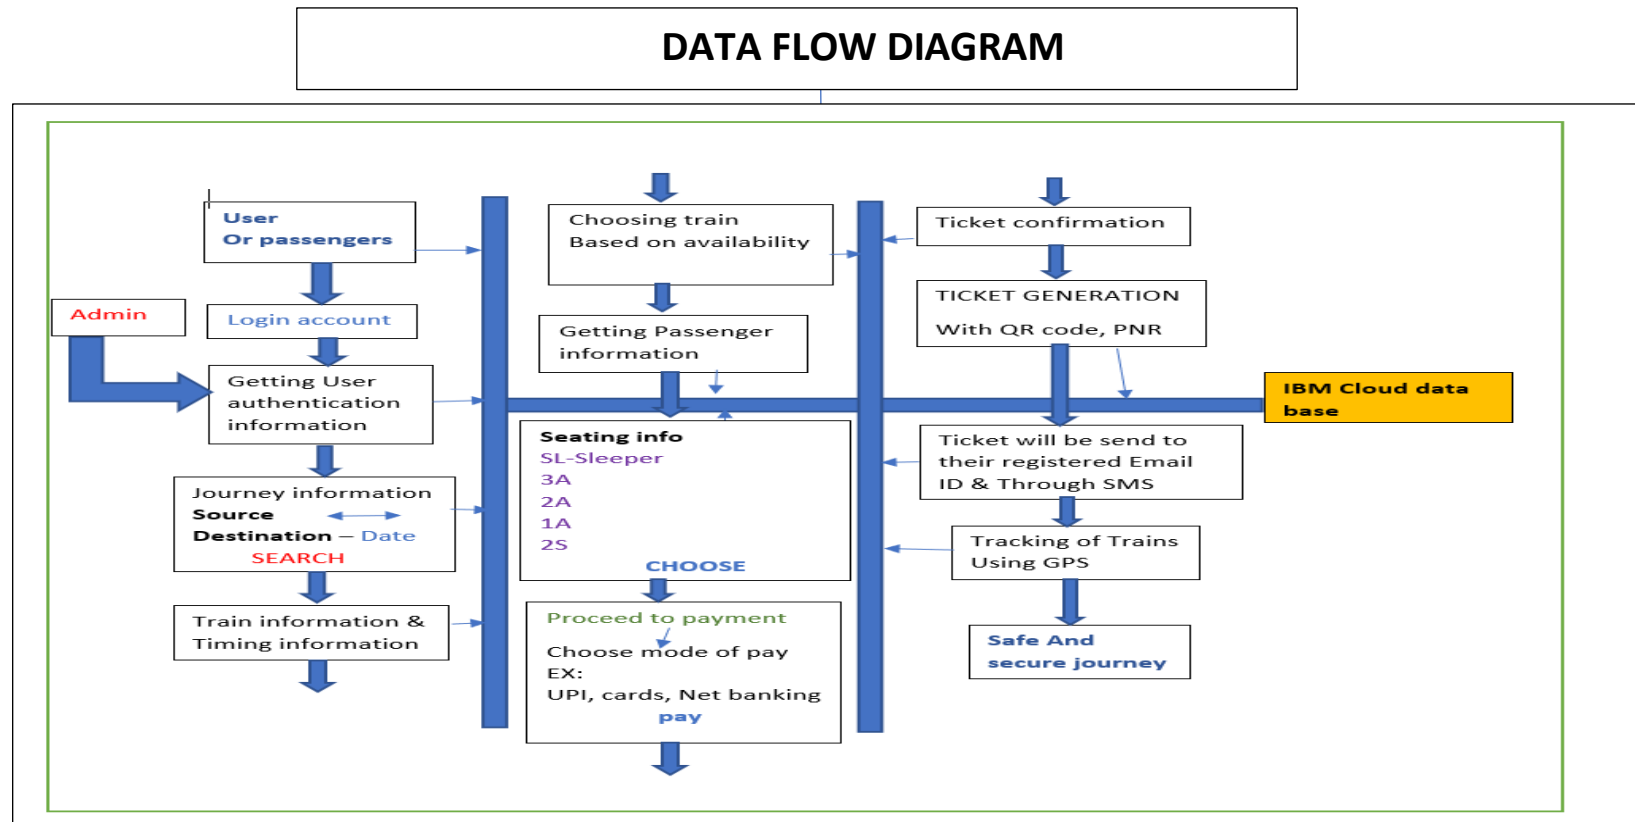 DATA FLOW DIAGRAM
User
Or passengers
Login account
Admin
Getting User
authentication
information
Journey information
Source
Destination – Date
SEARCH
Train information &
Timing information
Choosing train
Based on availability
Getting Passenger
information
Seating info
SL-Sleeper
3A
2A
1A
2S
CHOOSE
Proceed to payment
Choose mode of pay
EX:
UPI, cards, Net banking
pay
Ticket confirmation
TICKET GENERATION
With QR code, PNR
IBM Cloud data
base
Ticket will be send to
their registered Email
ID & Through SMS
Tracking of Trains
Using GPS
Safe And
secure journey